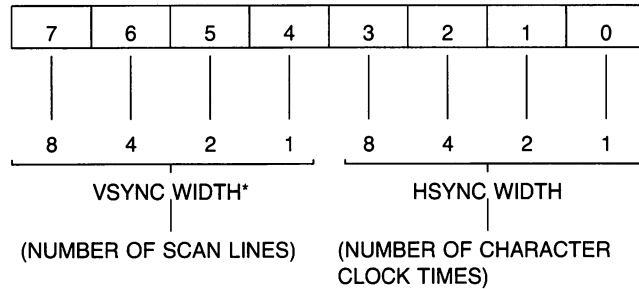 7 6 5 4 3 2 1 0
8 4 2 1 8 4 2 1
VSYNC WIDTH* HSYNC WIDTH
(NUMBER OF SCAN LINES) (NUMBER OF CHARACTER
CLOCK TIMES)